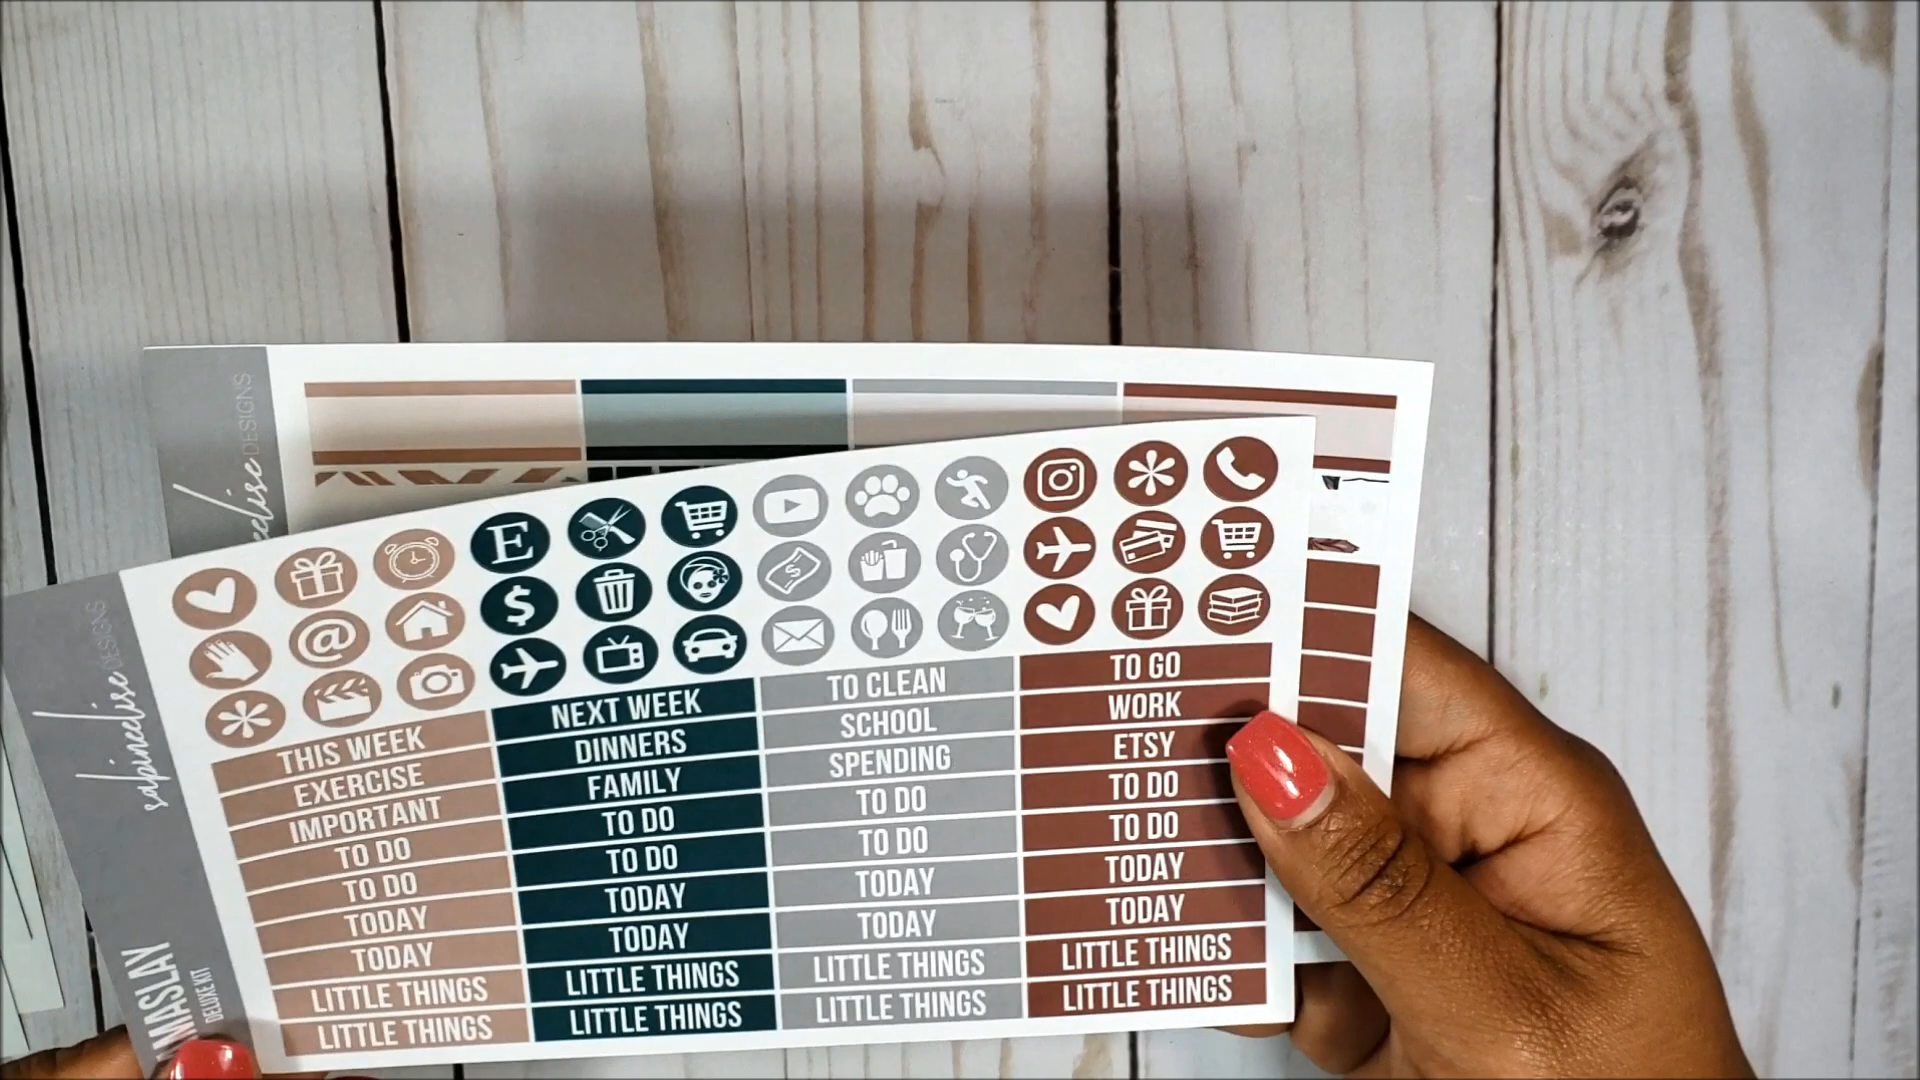 DESIGNS
sabineelise DESIGNS
AMASLAY
DELUXE KIT
E
$
@
$
THIS WEEK
EXERCISE
IMPORTANT
TO DO
TO DO
TODAY
TODAY
LITTLE THINGS
LITTLE THINGS
NEXT WEEK
DINNERS
FAMILY
TO DO
TO DO
TODAY
TODAY
LITTLE THINGS
LITTLE THINGS
TO CLEAN
SCHOOL
SPENDING
TO DO
TO DO
TODAY
TODAY
LITTLE THINGS
LITTLE THINGS
TO GO
WORK
ETSY
TO DO
TO DO
TODAY
TODAY
LITTLE THINGS
LITTLE THINGS